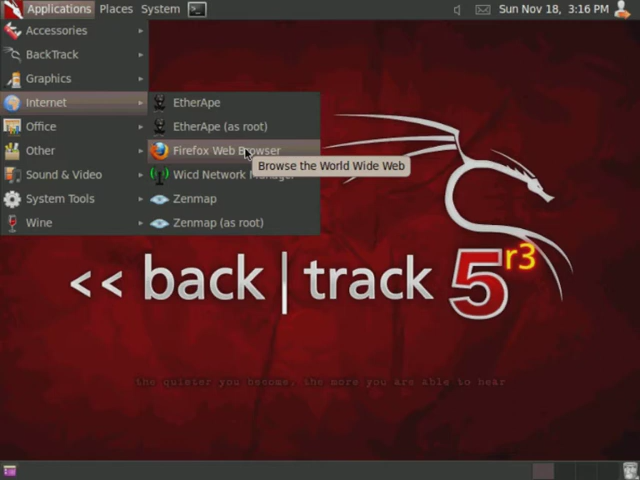 Applications Places System Sun Nov 18, 3:16 PM
Accessories
BackTrack
Graphics
Internet
Office
Other
Sound & Video
System Tools
Wine
EtherApe
EtherApe (as root)
Firefox Web Browser
Browse the World Wide Web
Wicd Network Manager
Zenmap
Zenmap (as root)
<< back | track 5 r3
the quieter you become, the more you are able to hear